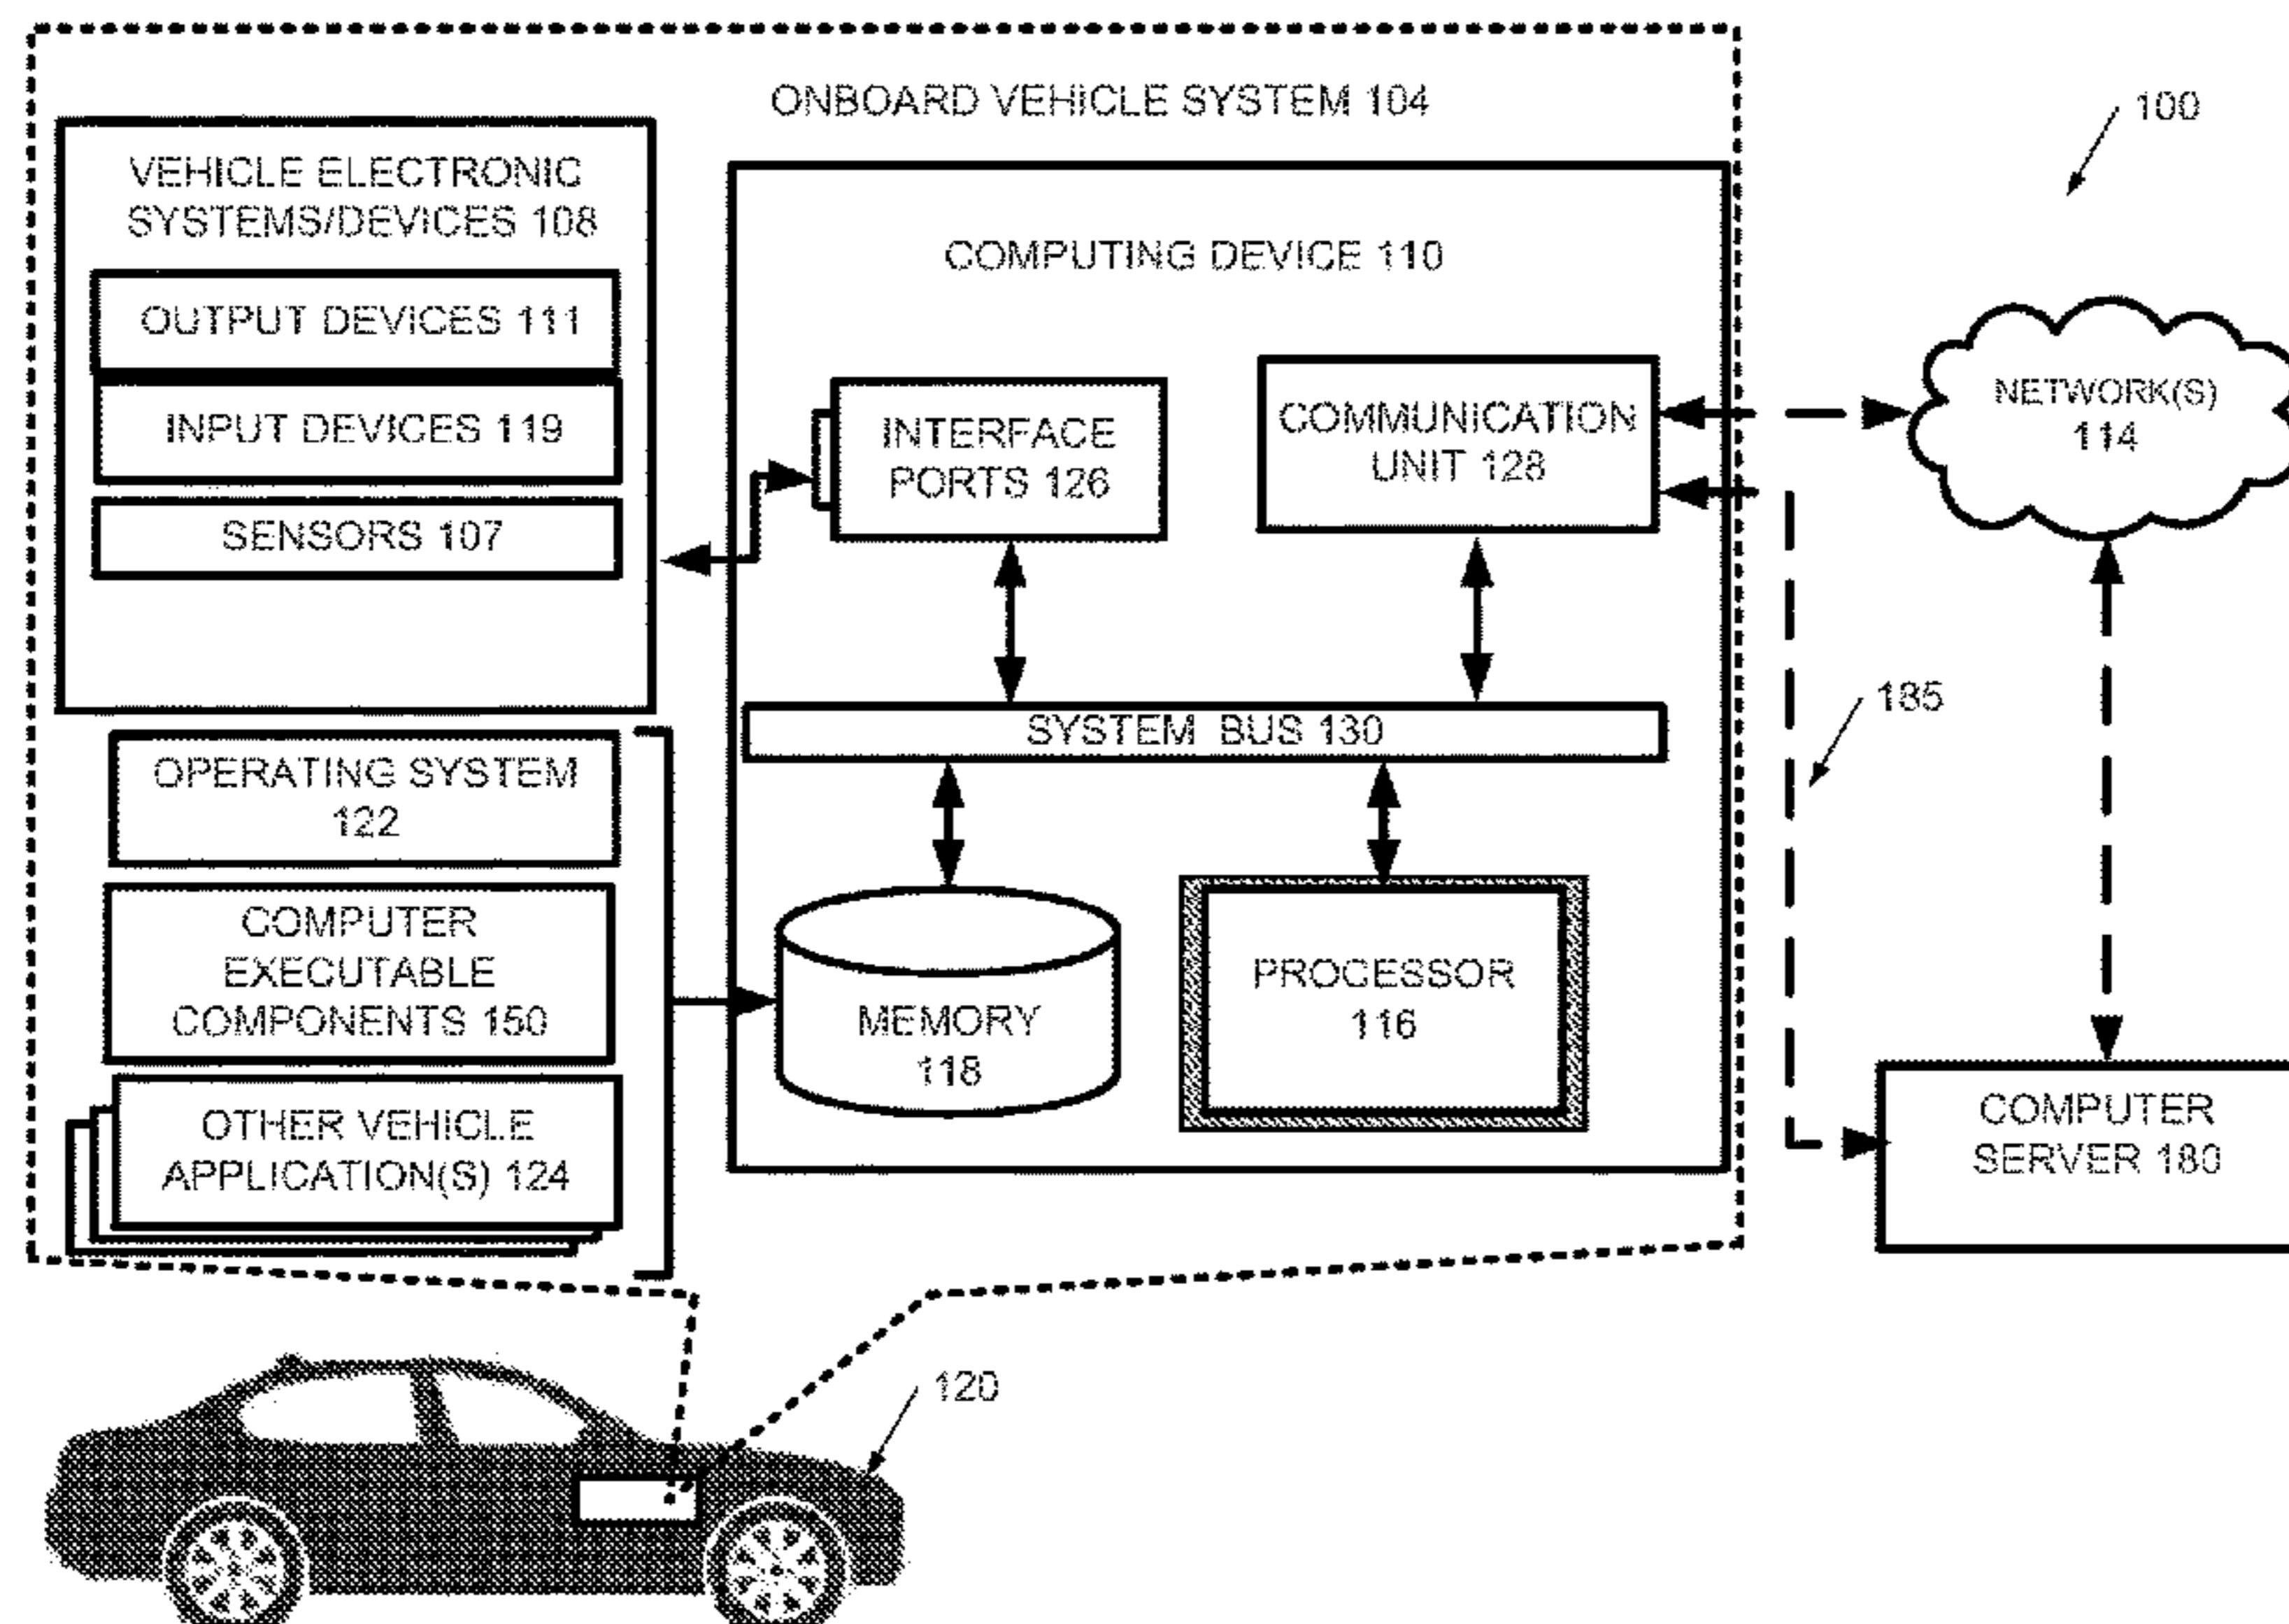 ONBOARD VEHICLE SYSTEM 104
100
VEHICLE ELECTRONIC
SYSTEMS/DEVICES 108
OUTPUT DEVICES 111
INPUT DEVICES 119
SENSORS 107
COMPUTING DEVICE 110
INTERFACE
PORTS 126
COMMUNICATION
UNIT 128
NETWORK(S)
114
SYSTEM BUS 130
185
OPERATING SYSTEM
122
COMPUTER
EXECUTABLE
COMPONENTS 150
OTHER VEHICLE
APPLICATION(S) 124
MEMORY
118
PROCESSOR
116
COMPUTER
SERVER 180
120